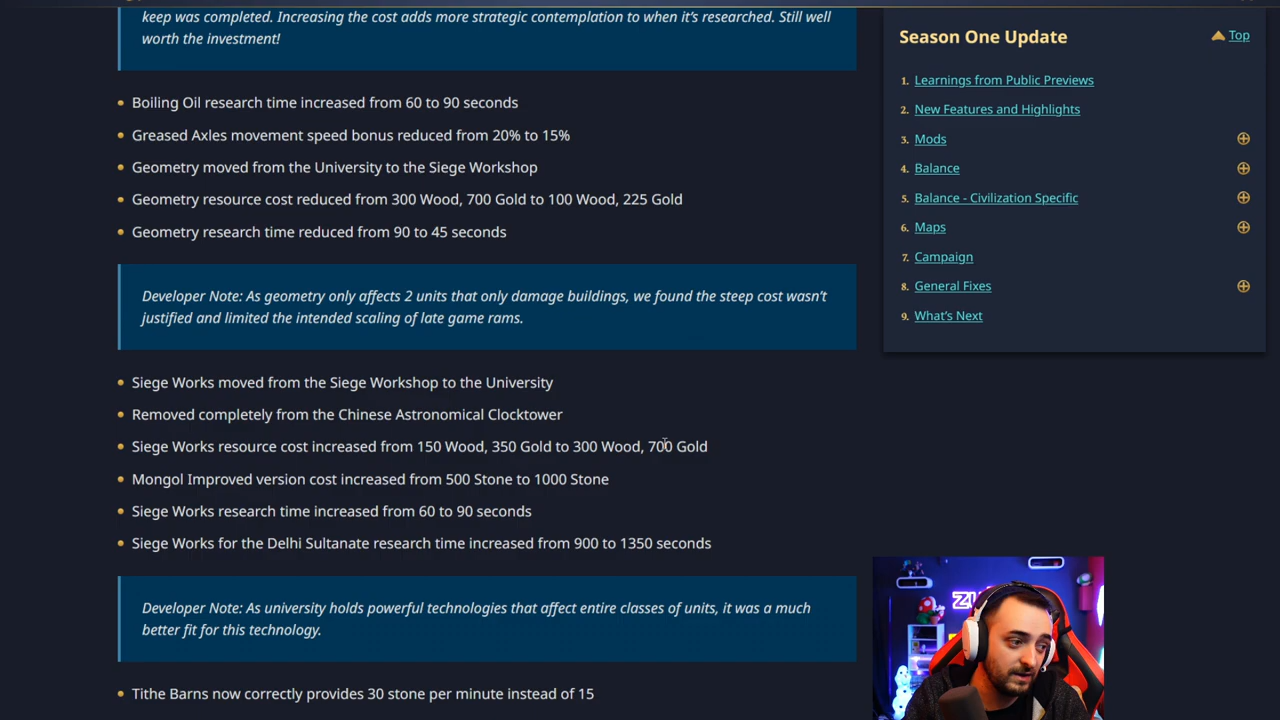 keep was completed. Increasing the cost adds more strategic contemplation to when it's researched. Still well
worth the investment!
Boiling Oil research time increased from 60 to 90 seconds
Greased Axles movement speed bonus reduced from 20% to 15%
Geometry moved from the University to the Siege Workshop
Geometry resource cost reduced from 300 Wood, 700 Gold to 100 Wood, 225 Gold
Geometry research time reduced from 90 to 45 seconds
Developer Note: As geometry only affects 2 units that only damage buildings, we found the steep cost wasn't
justified and limited the intended scaling of late game rams.
Siege Works moved from the Siege Workshop to the University
Removed completely from the Chinese Astronomical Clocktower
Siege Works resource cost increased from 150 Wood, 350 Gold to 300 Wood, 700 Gold
Mongol Improved version cost increased from 500 Stone to 1000 Stone
Siege Works research time increased from 60 to 90 seconds
Siege Works for the Delhi Sultanate research time increased from 900 to 1350 seconds
Developer Note: As university holds powerful technologies that affect entire classes of units, it was a much
better fit for this technology.
Tithe Barns now correctly provides 30 stone per minute instead of 15
Season One Update
Top
1. Learnings from Public Previews
2. New Features and Highlights
3. Mods
4. Balance
5. Balance - Civilization Specific
6. Maps
7. Campaign
8. General Fixes
9. What's Next